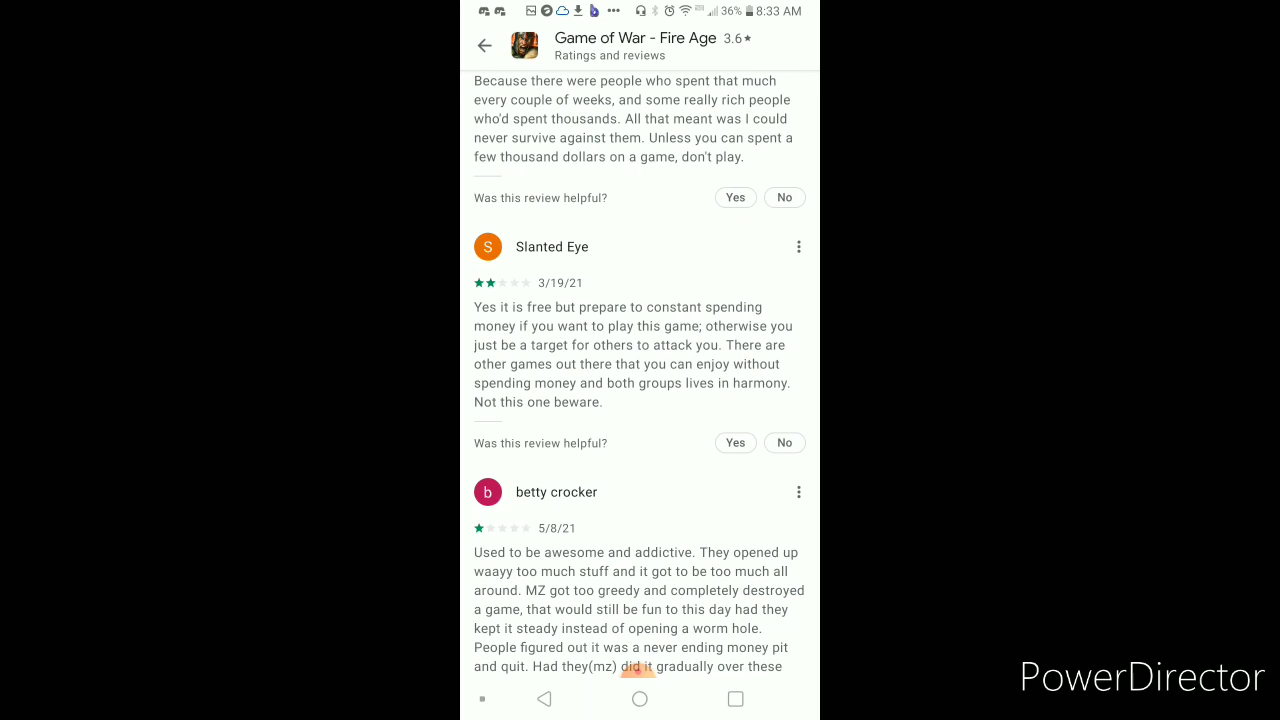 36% 8:33 AM
Game of War - Fire Age 3.6★
Ratings and reviews
Because there were people who spent that much
every couple of weeks, and some really rich people
who'd spent thousands. All that meant was I could
never survive against them. Unless you can spent a
few thousand dollars on a game, don't play.
Was this review helpful? Yes No
S Slanted Eye
3/19/21
Yes it is free but prepare to constant spending
money if you want to play this game; otherwise you
just be a target for others to attack you. There are
other games out there that you can enjoy without
spending money and both groups lives in harmony.
Not this one beware.
Was this review helpful? Yes No
b betty crocker
5/8/21
Used to be awesome and addictive. They opened up
waayy too much stuff and it got to be too much all
around. MZ got too greedy and completely destroyed
a game, that would still be fun to this day had they
kept it steady instead of opening a worm hole.
People figured out it was a never ending money pit
and quit. Had they(mz) did it gradually over these
PowerDirector